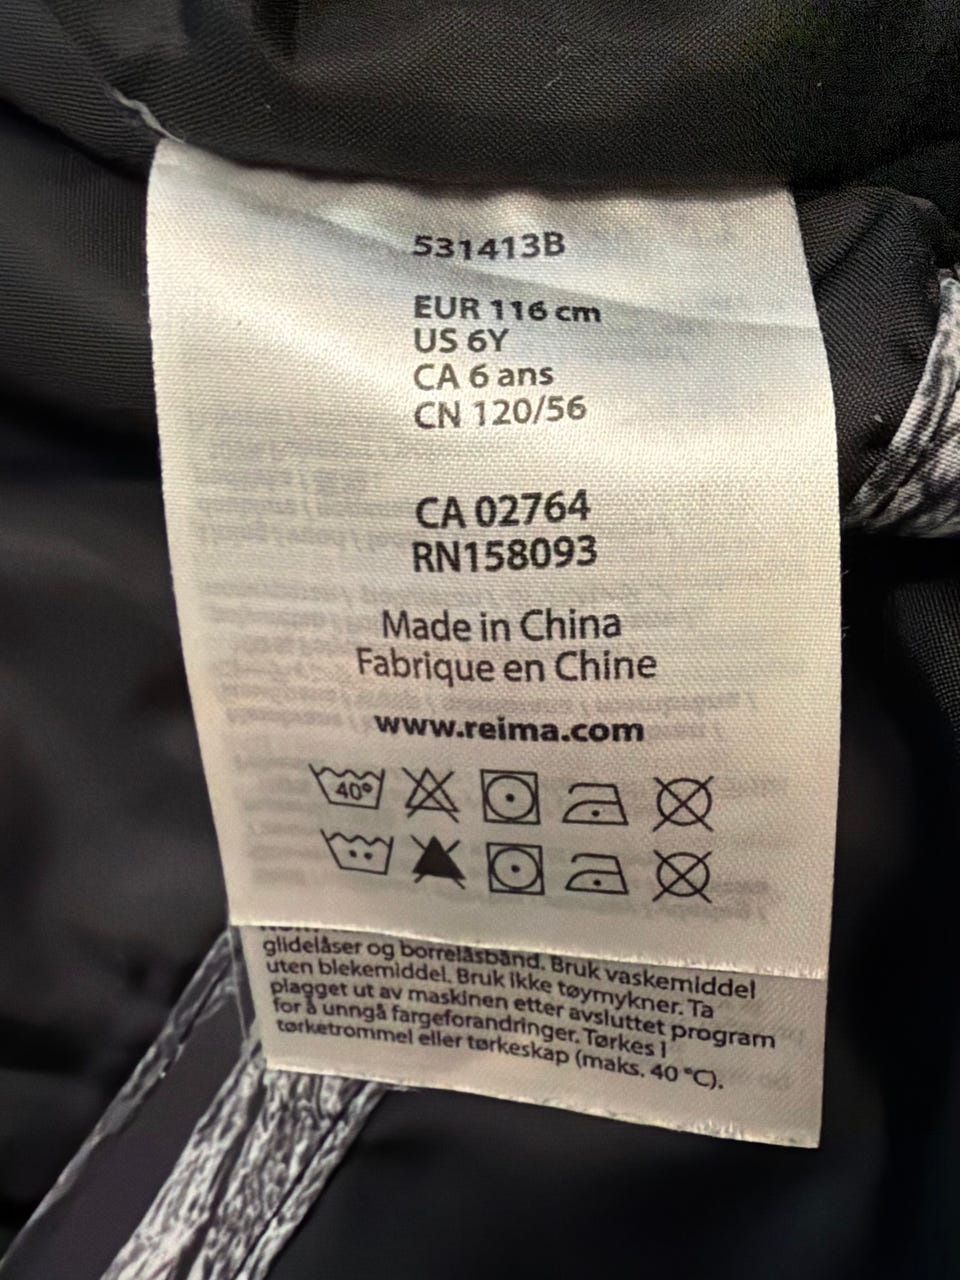 531413B
EUR 116 cm
US 6Y
CA 6 ans
CN 120/56
CA 02764
RN158093
Made in China
Fabrique en Chine
www.reima.com
40°
glidelåser og borrelåsbånd. Bruk vaskemiddel
uten blekemiddel. Bruk ikke tøymykner. Ta
plagget ut av maskinen etter avsluttet program
for å unngå fargeforandringer. Tørkes i
tørketrommel eller tørkeskap (maks. 40 °C).